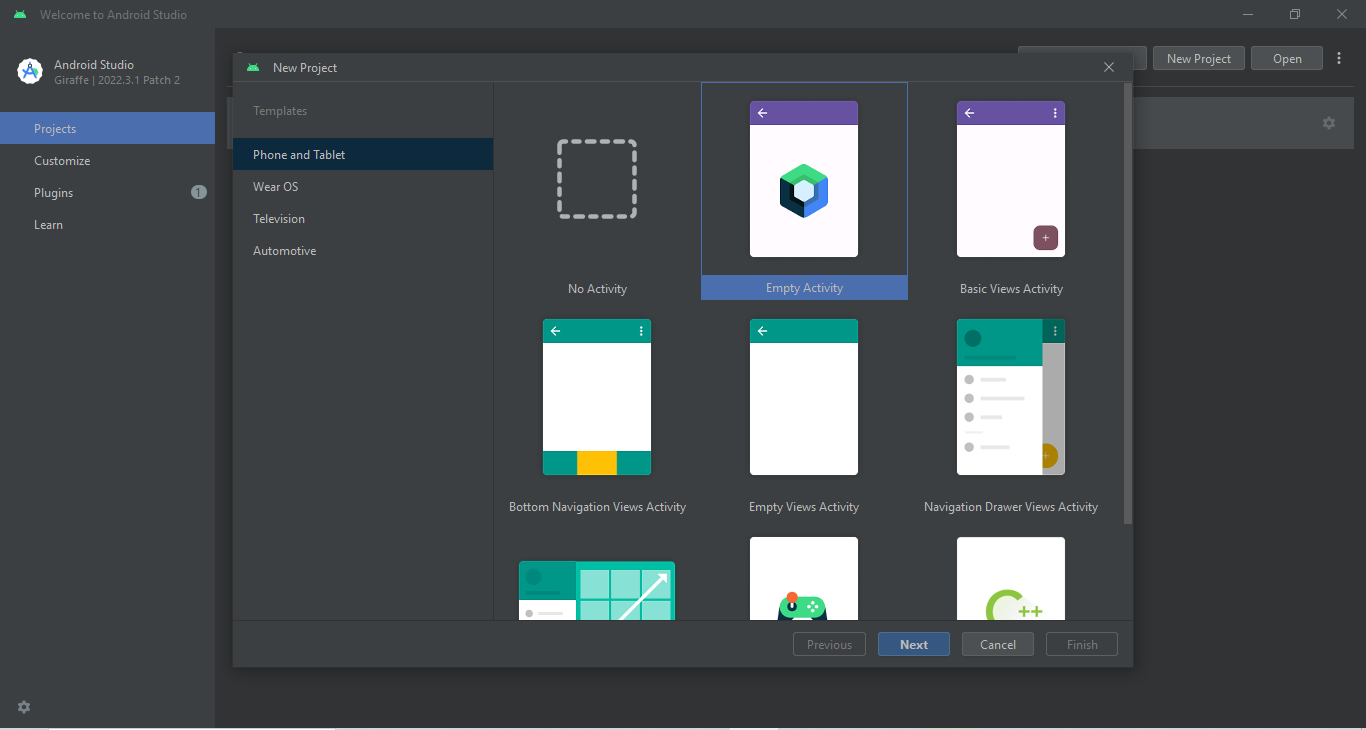 Welcome to Android Studio
Android Studio
Giraffe | 2022.3.1 Patch 2
New Project
Open
New Project
Projects
Customize
Plugins
1
Learn
Templates
Phone and Tablet
Wear OS
Television
Automotive
No Activity
Empty Activity
Basic Views Activity
Bottom Navigation Views Activity
Empty Views Activity
Navigation Drawer Views Activity
++
Previous
Next
Cancel
Finish